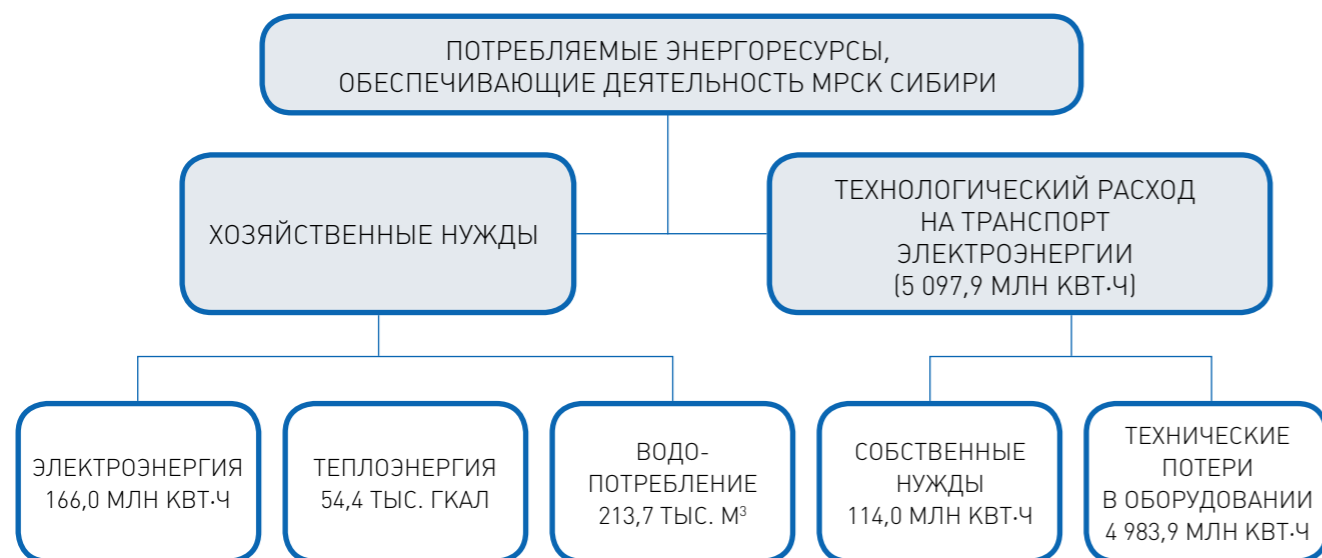 ПОТРЕБЛЯЕМЫЕ ЭНЕРГОРЕСУРСЫ,
ОБЕСПЕЧИВАЮЩИЕ ДЕЯТЕЛЬНОСТЬ МРСК СИБИРИ
ХОЗЯЙСТВЕННЫЕ НУЖДЫ
ТЕХНОЛОГИЧЕСКИЙ РАСХОД
НА ТРАНСПОРТ
ЭЛЕКТРОЭНЕРГИИ
(5 097,9 МЛН КВТ·Ч)
ЭЛЕКТРОЭНЕРГИЯ
166,0 МЛН КВТ·Ч
ТЕПЛОЭНЕРГИЯ
54,4 ТЫС. ГКАЛ
ВОДО-
ПОТРЕБЛЕНИЕ
213,7 ТЫС. М³
СОБСТВЕННЫЕ
НУЖДЫ
114,0 МЛН КВТ·Ч
ТЕХНИЧЕСКИЕ
ПОТЕРИ
В ОБОРУДОВАНИИ
4 983,9 МЛН КВТ·Ч